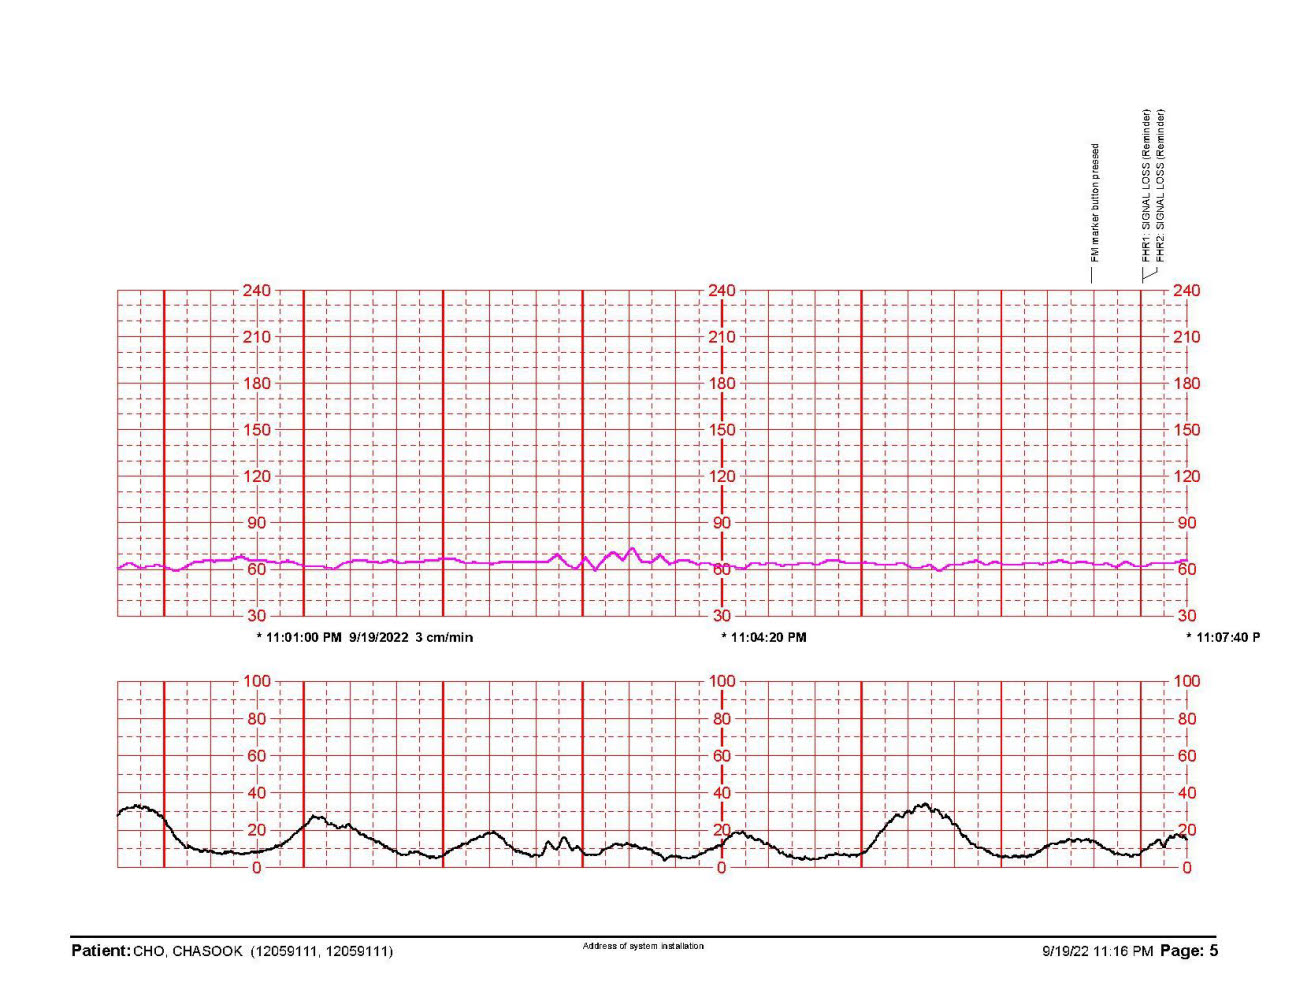 FM marker button pressed
FHR1: SIGNAL LOSS (Reminder)
FHR2: SIGNAL LOSS (Reminder)
240 240 240
210 210 210
180 180 180
150 150 150
120 120 120
90 90 90
60 60 60
30 30 30
* 11:01:00 PM 9/19/2022 3 cm/min * 11:04:20 PM * 11:07:40 P
100 100 100
80 80 80
60 60 60
40 40 40
20 20 20
0 0 0
Patient: CHO, CHASOOK (12059111, 12059111) Address of system installation 9/19/22 11:16 PM Page: 5